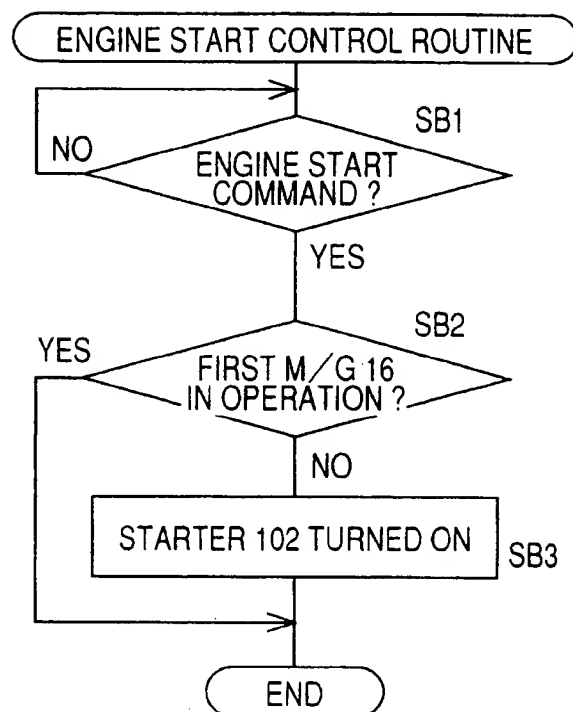 ENGINE START CONTROL ROUTINE
SB1
NO
ENGINE START
COMMAND ?
YES
SB2
YES
FIRST M/G 16
IN OPERATION ?
NO
STARTER 102 TURNED ON
SB3
END